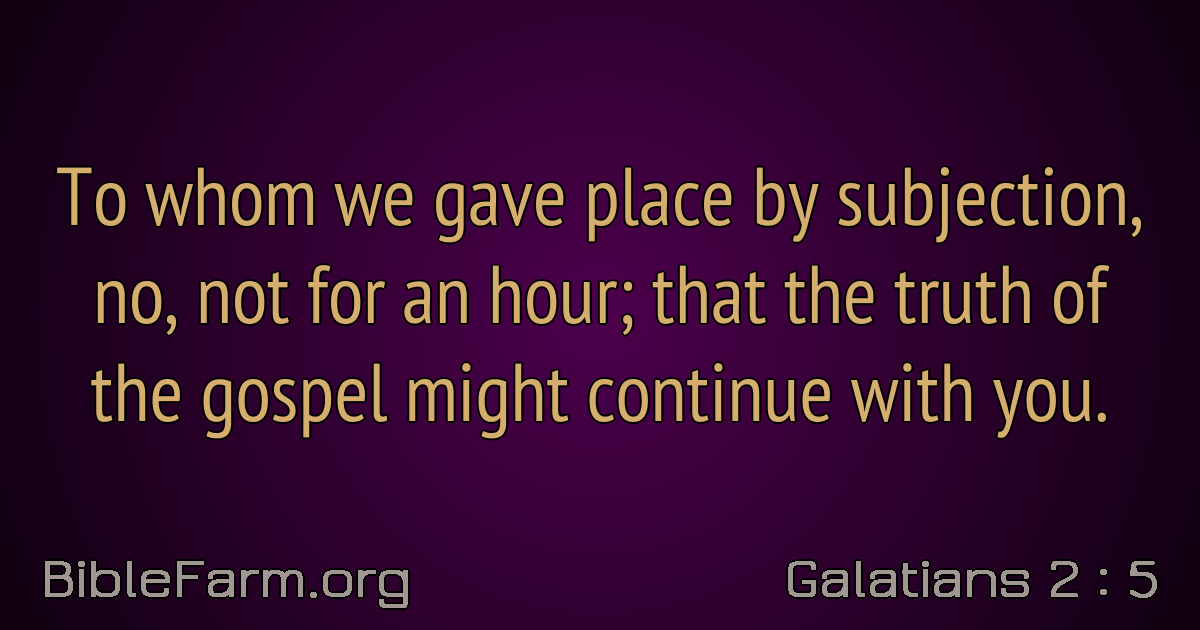 To whom we gave place by subjection,
no, not for an hour; that the truth of
the gospel might continue with you.
BibleFarm.org
Galatians 2 : 5